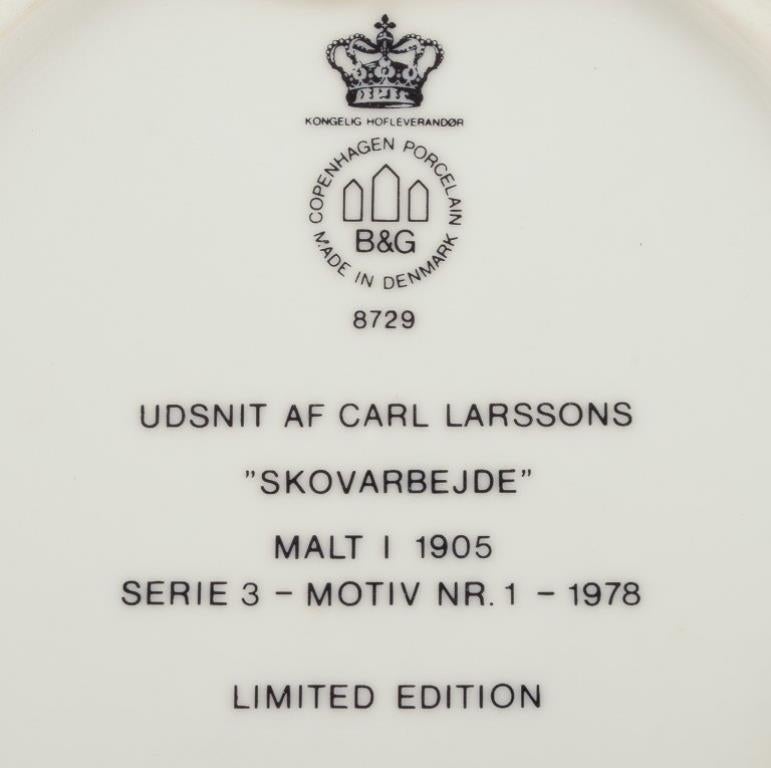 KONGELIG HOFLEVERANDØR
COPENHAGEN PORCELAIN
B&G
MADE IN DENMARK
8729
UDSNIT AF CARL LARSSONS
"SKOVARBEJDE"
MALT I 1905
SERIE 3 - MOTIV NR. 1 - 1978
LIMITED EDITION